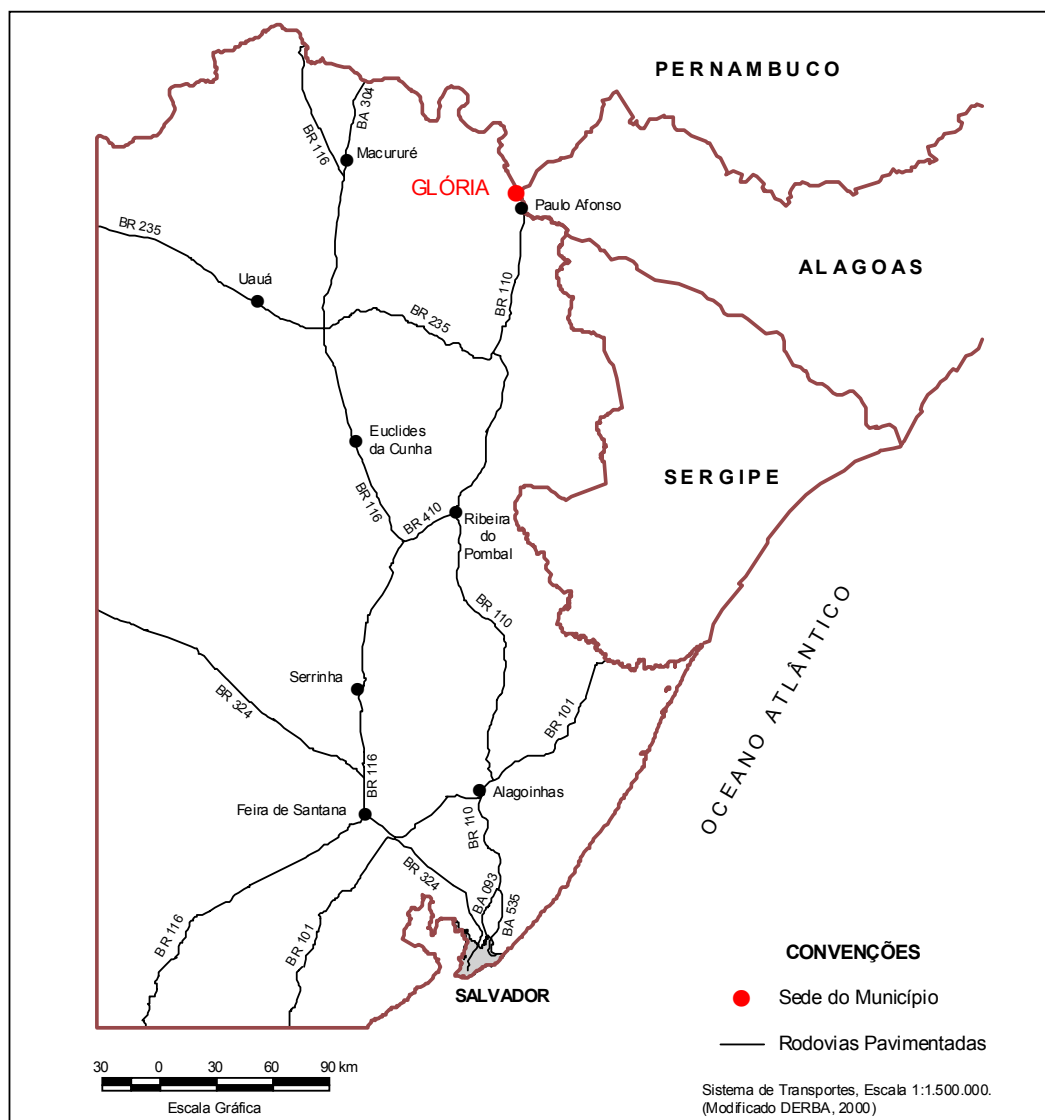 PERNAMBUCO
BA 304
BR 116
Macururé
GLÓRIA
Paulo Afonso
BR 235
ALAGOAS
Uauá
BR 110
BR 235
Euclides
da Cunha
SERGIPE
BR 116
BR 410
Ribeira
do
Pombal
BR 110
OCEANO ATLÂNTICO
Serrinha
BR 324
BR 101
BR 116
Alagoinhas
Feira de Santana
BR 110
BR 324
BA 093
BA 535
BR 116
BR 101
SALVADOR
CONVENÇÕES
Sede do Município
Rodovias Pavimentadas
30 0 30 60 90 km
Escala Gráfica
Sistema de Transportes, Escala 1:1.500.000.
(Modificado DERBA, 2000)